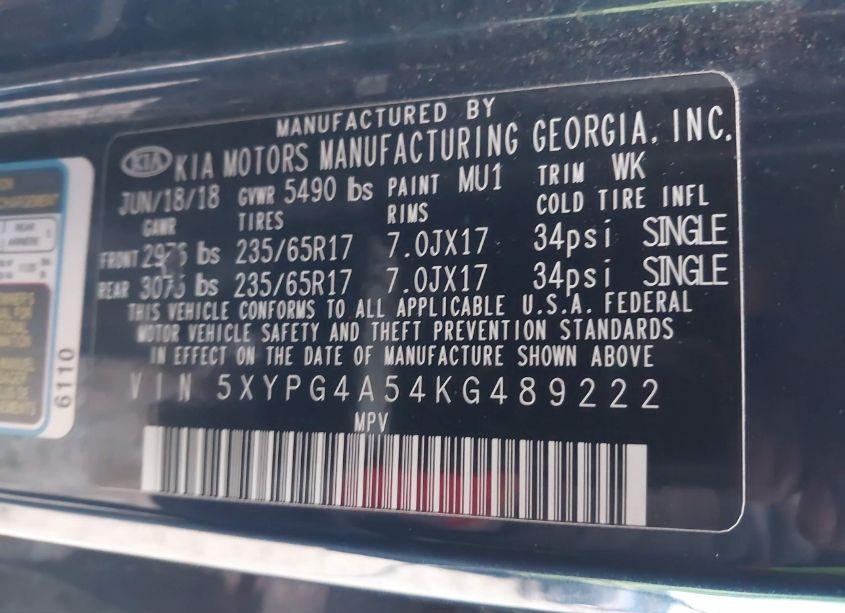 MANUFACTURED BY
KIA KIA MOTORS MANUFACTURING GEORGIA, INC.
JUN/18/18 GVWR 5490 lbs PAINT MU1 TRIM WK
GAWR TIRES RIMS COLD TIRE INFL
FRONT lbs 235/65R17 7.0JX17 34psi SINGLE
REAR lbs 235/65R17 7.0JX17 34psi SINGLE
THIS VEHICLE CONFORMS TO ALL APPLICABLE U.S.A. FEDERAL
MOTOR VEHICLE SAFETY AND THEFT PREVENTION STANDARDS
IN EFFECT ON THE DATE OF MANUFACTURE SHOWN ABOVE
VIN 5XYPG4A54KG489222
MPV
6110